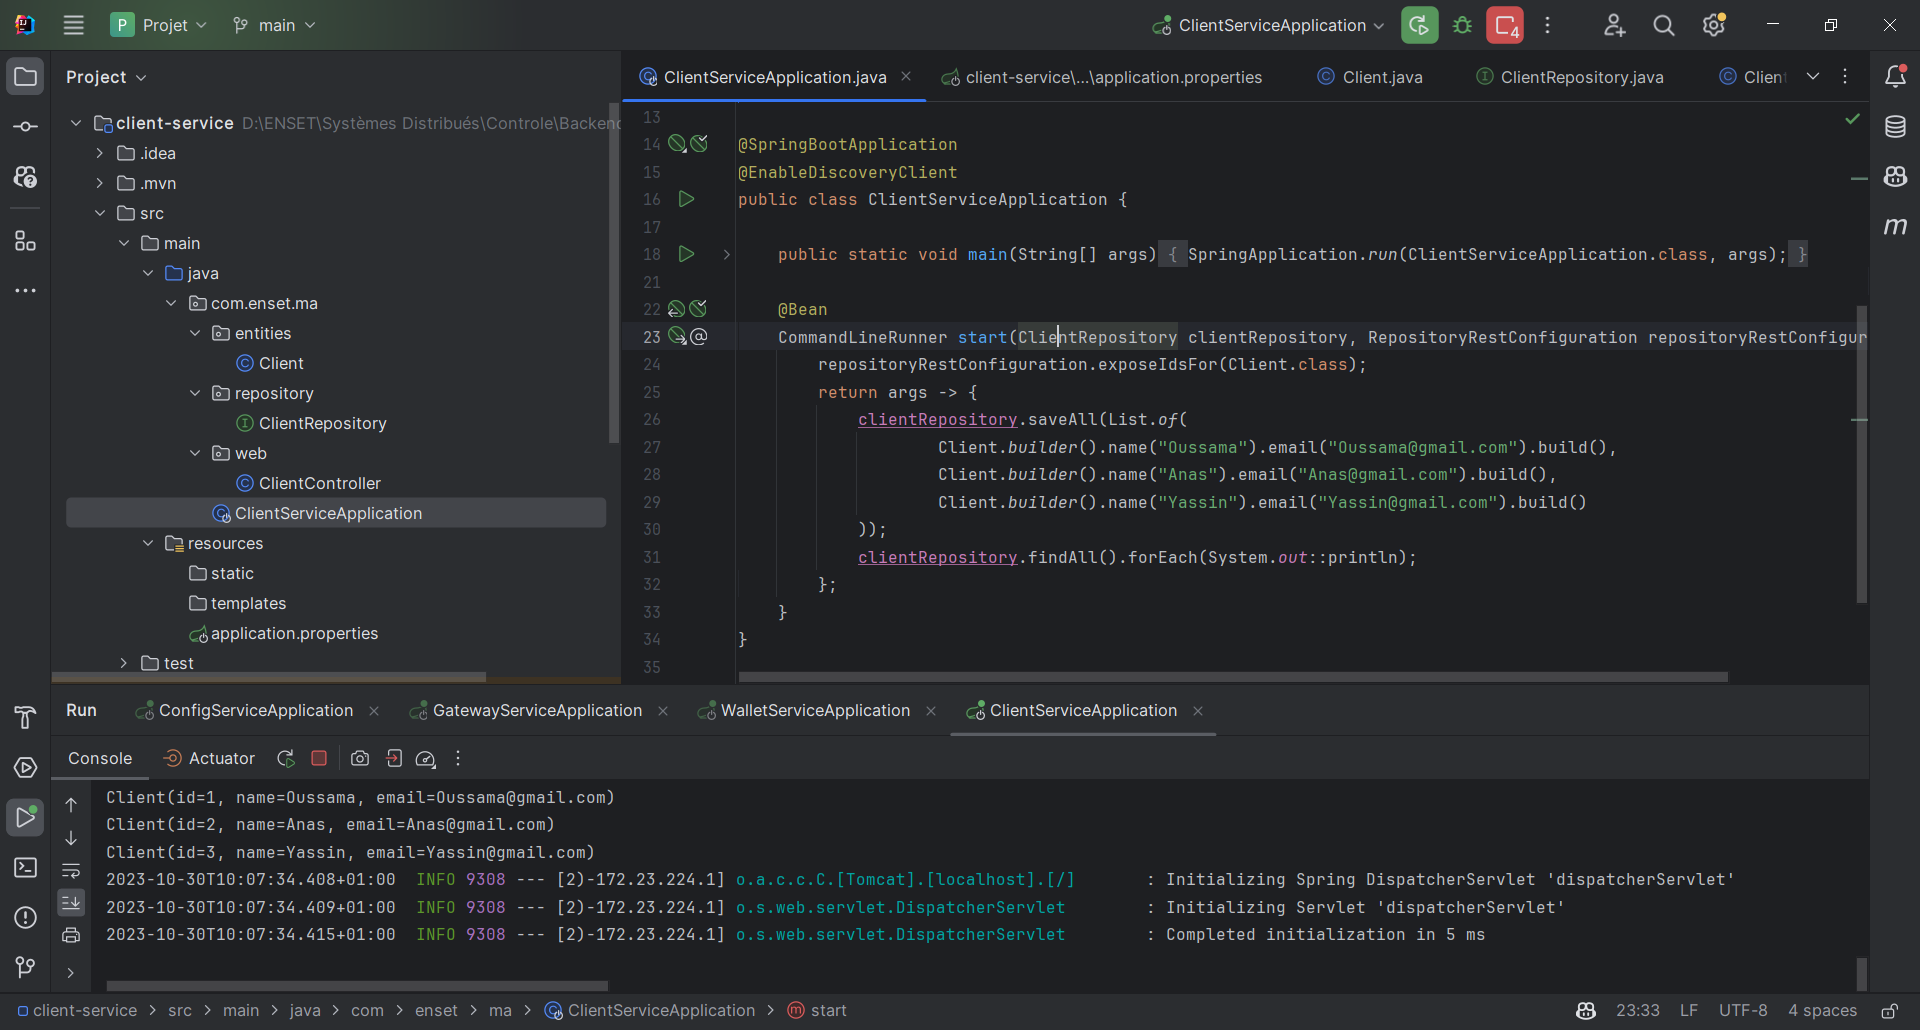 P Projet main ClientServiceApplication 4
Project
client-service D:\ENSET\Systèmes Distribués\Controle\Backend
.idea
.mvn
src
main
java
com.enset.ma
entities
Client
repository
ClientRepository
web
ClientController
ClientServiceApplication
resources
static
templates
application.properties
test
ClientServiceApplication.java client-service\...\application.properties Client.java ClientRepository.java Client
13
14 @SpringBootApplication
15 @EnableDiscoveryClient
16 public class ClientServiceApplication {
17
18 public static void main(String[] args) { SpringApplication.run(ClientServiceApplication.class, args); }
21
22 @Bean
23 CommandLineRunner start(ClientRepository clientRepository, RepositoryRestConfiguration repositoryRestConfigur
24 repositoryRestConfiguration.exposeIdsFor(Client.class);
25 return args -> {
26 clientRepository.saveAll(List.of(
27 Client.builder().name("Oussama").email("Oussama@gmail.com").build(),
28 Client.builder().name("Anas").email("Anas@gmail.com").build(),
29 Client.builder().name("Yassin").email("Yassin@gmail.com").build()
30 ));
31 clientRepository.findAll().forEach(System.out::println);
32 };
33 }
34 }
35
Run ConfigServiceApplication GatewayServiceApplication WalletServiceApplication ClientServiceApplication
Console Actuator
Client(id=1, name=Oussama, email=Oussama@gmail.com)
Client(id=2, name=Anas, email=Anas@gmail.com)
Client(id=3, name=Yassin, email=Yassin@gmail.com)
2023-10-30T10:07:34.408+01:00 INFO 9308 --- [2)-172.23.224.1] o.a.c.c.C.[Tomcat].[localhost].[/] : Initializing Spring DispatcherServlet 'dispatcherServlet'
2023-10-30T10:07:34.409+01:00 INFO 9308 --- [2)-172.23.224.1] o.s.web.servlet.DispatcherServlet : Initializing Servlet 'dispatcherServlet'
2023-10-30T10:07:34.415+01:00 INFO 9308 --- [2)-172.23.224.1] o.s.web.servlet.DispatcherServlet : Completed initialization in 5 ms
client-service > src > main > java > com > enset > ma > ClientServiceApplication > start 23:33 LF UTF-8 4 spaces